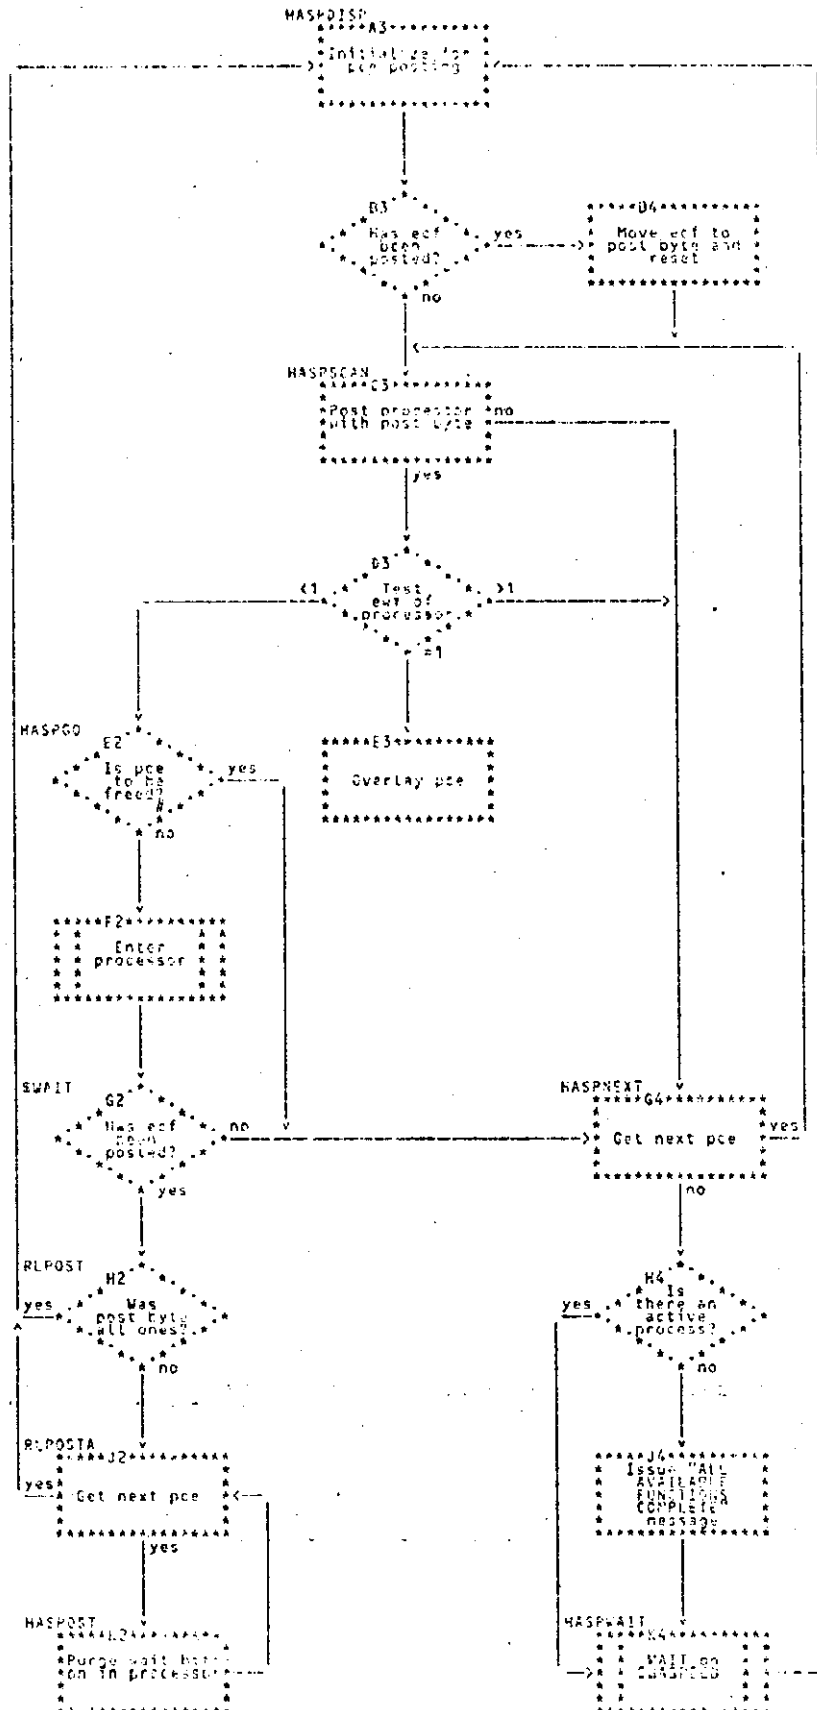 HASPDISP
A3
Initialize for
pce posting
B3
Has ecf
been
posted?
yes
no
B4
Move ecf to
post byte and
reset
HASPSCAN
C3
Post processor
with post byte
no
yes
D3
Test
ewf of
processor
<1
>1
=1
HASPGO
E2
Is pce
to be
freed?
yes
no
E3
Overlay pce
F2
Enter
processor
$WAIT
G2
Has ecf
been
posted?
no
yes
HASPNEXT
G4
Get next pce
yes
no
RLPOST
H2
Was
post byte
all ones?
yes
no
H4
Is
there an
active
process?
yes
no
RLPOSTA
J2
Get next pce
yes
yes
J4
Issue "ALL
AVAILABLE
FUNCTIONS
COMPLETE"
message
HASPOST
K2
Purge wait
on in processor
HASPWAIT
K4
WAIT on